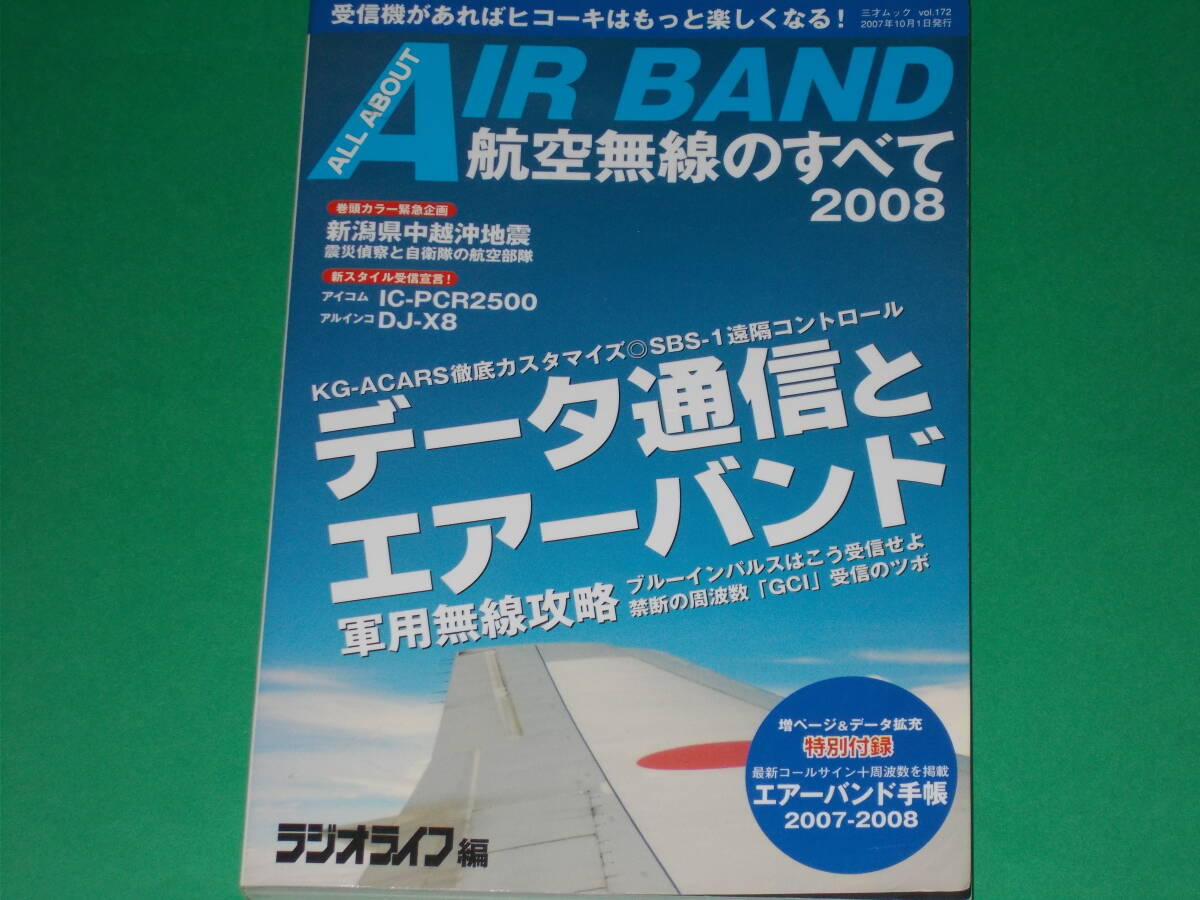 受信機があればヒコーキはもっと楽しくなる！
三才ムック vol.172
2007年10月1日発行
ALL ABOUT
AIR BAND
航空無線のすべて
2008
巻頭カラー緊急企画
新潟県中越沖地震
震災偵察と自衛隊の航空部隊
新スタイル受信宣言！
アイコム IC-PCR2500
アルインコ DJ-X8
KG-ACARS徹底カスタマイズ◎SBS-1遠隔コントロール
データ通信と
エアーバンド
軍用無線攻略
ブルーインパルスはこう受信せよ
禁断の周波数「GCI」受信のツボ
増ページ&データ拡充
特別付録
最新コールサイン+周波数を掲載
エアーバンド手帳
2007-2008
ラジオライフ編